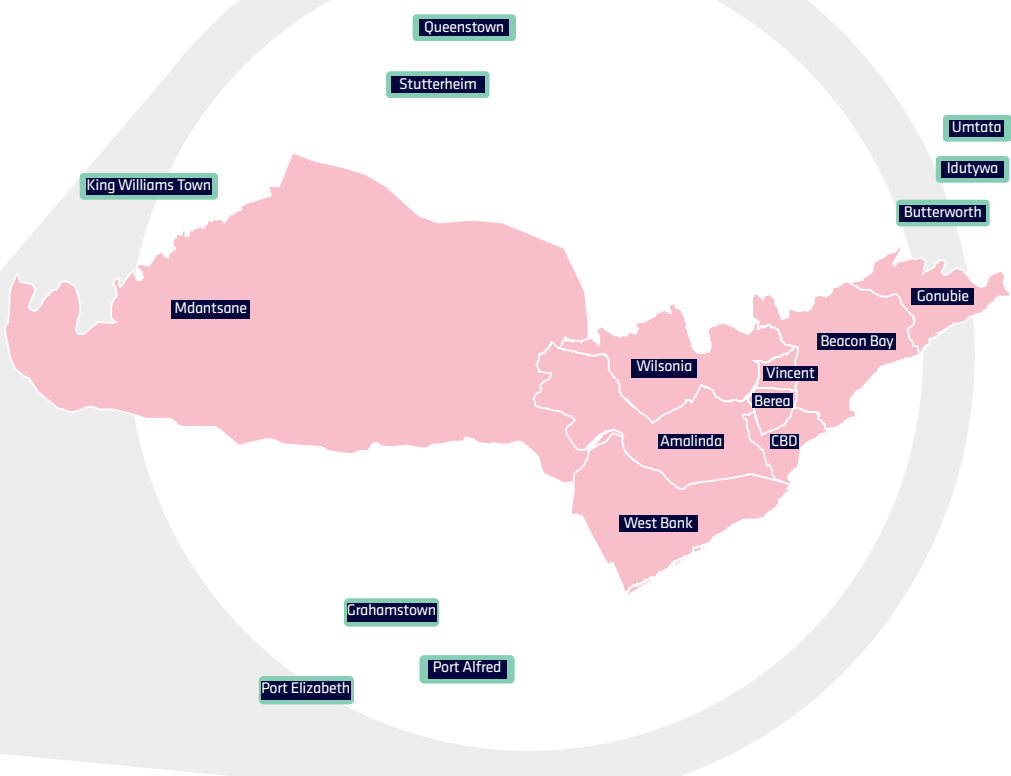 Queenstown
Stutterheim
Umtata
Idutywa
King Williams Town
Butterworth
Gonubie
Mdantsane
Beacon Bay
Wilsonia
Vincent
Berea
Amalinda
CBD
West Bank
Grahamstown
Port Alfred
Port Elizabeth